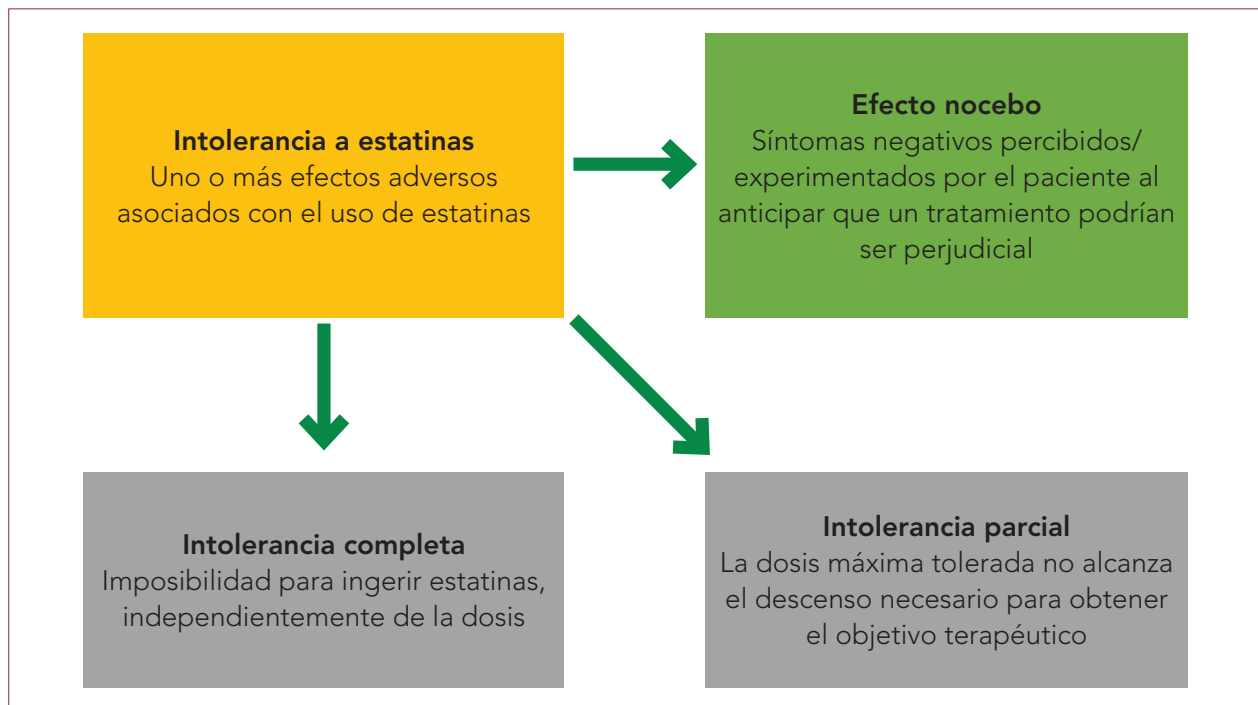 Intolerancia a estatinas
Uno o más efectos adversos
asociados con el uso de estatinas
Efecto nocebo
Síntomas negativos percibidos/
experimentados por el paciente al
anticipar que un tratamiento podrían
ser perjudicial
Intolerancia completa
Imposibilidad para ingerir estatinas,
independientemente de la dosis
Intolerancia parcial
La dosis máxima tolerada no alcanza
el descenso necesario para obtener
el objetivo terapéutico